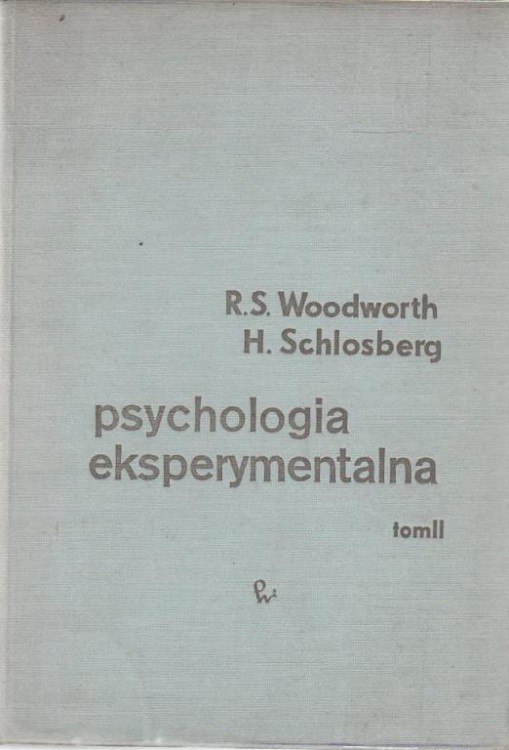 R.S. Woodworth
H. Schlosberg
psychologia
eksperymentalna
tomII